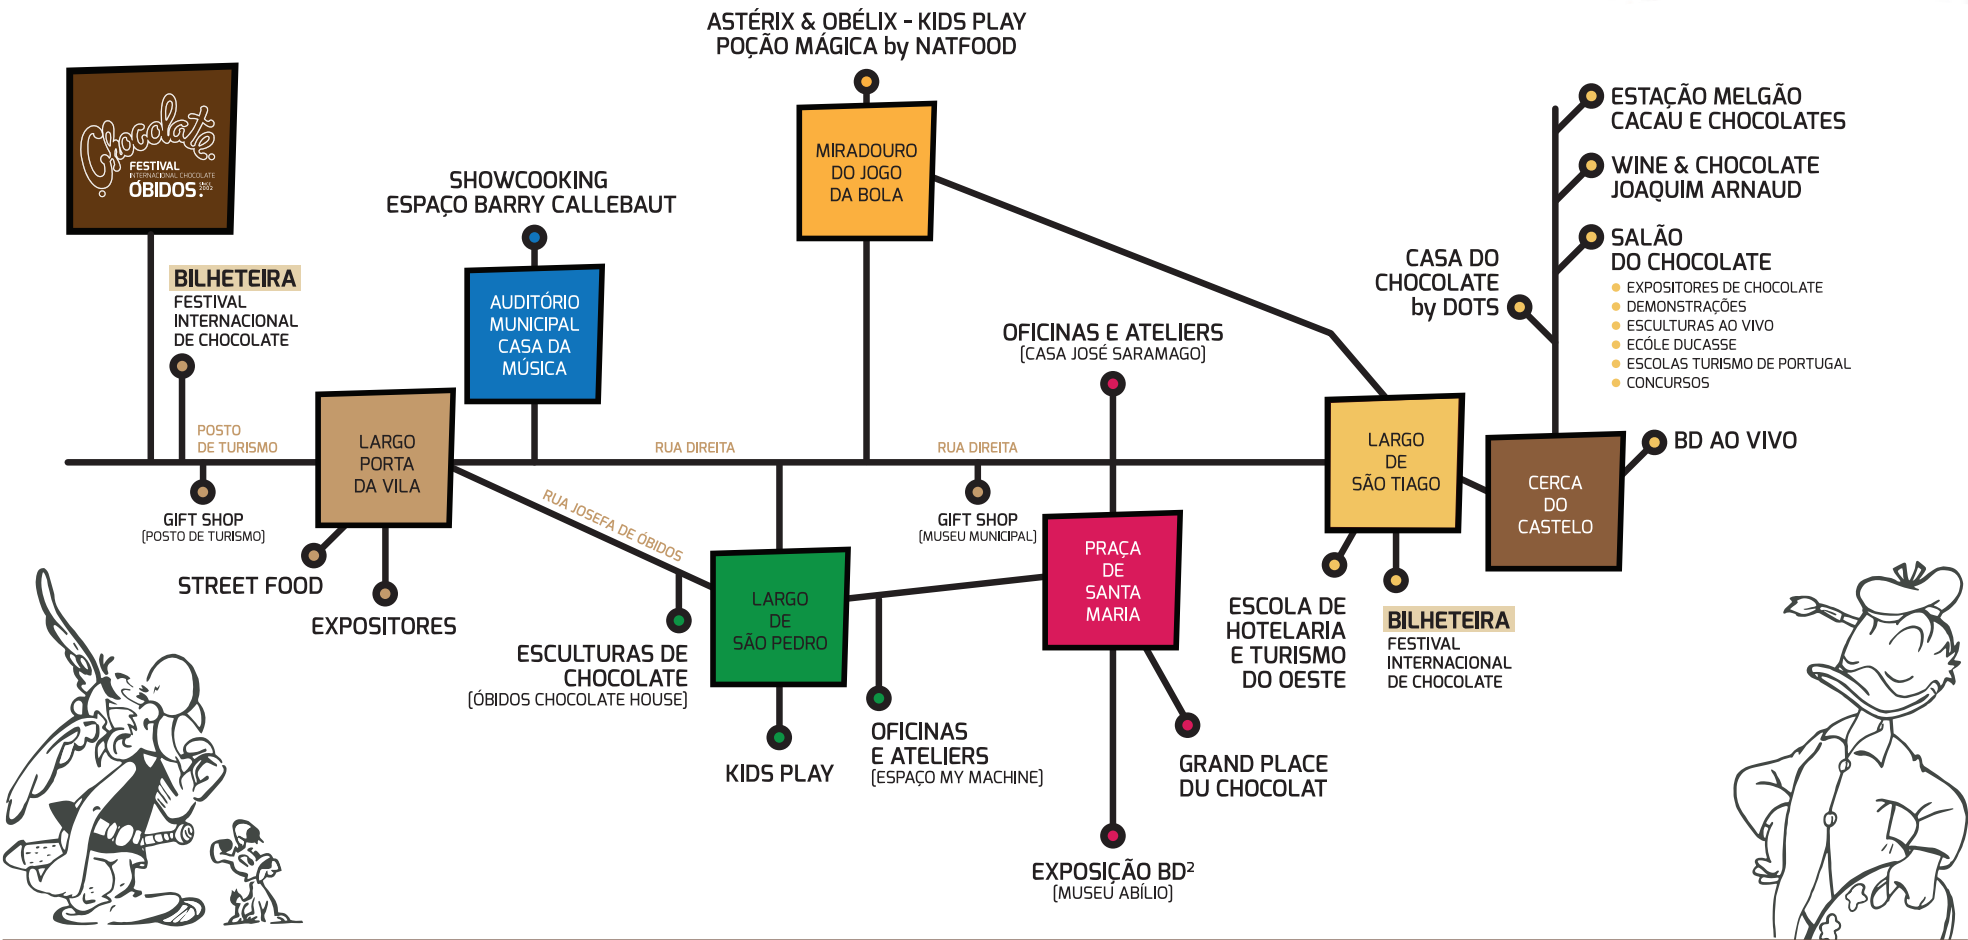 ASTÉRIX & OBÉLIX - KIDS PLAY
POÇÃO MÁGICA by NATFOOD
Chocolate
FESTIVAL
INTERNACIONAL CHOCOLATE
ÓBIDOS
SINCE
2002
BILHETEIRA
FESTIVAL
INTERNACIONAL
DE CHOCOLATE
POSTO
DE TURISMO
GIFT SHOP
[POSTO DE TURISMO]
LARGO
PORTA
DA VILA
STREET FOOD
EXPOSITORES
SHOWCOOKING
ESPAÇO BARRY CALLEBAUT
AUDITÓRIO
MUNICIPAL
CASA DA
MÚSICA
RUA DIREITA
RUA JOSEFA DE ÓBIDOS
ESCULTURAS DE
CHOCOLATE
[ÓBIDOS CHOCOLATE HOUSE]
LARGO
DE
SÃO PEDRO
KIDS PLAY
OFICINAS
E ATELIERS
[ESPAÇO MY MACHINE]
MIRADOURO
DO JOGO
DA BOLA
RUA DIREITA
GIFT SHOP
[MUSEU MUNICIPAL]
OFICINAS E ATELIERS
[CASA JOSÉ SARAMAGO]
PRAÇA
DE
SANTA
MARIA
GRAND PLACE
DU CHOCOLAT
EXPOSIÇÃO BD²
[MUSEU ABÍLIO]
LARGO
DE
SÃO TIAGO
ESCOLA DE
HOTELARIA
E TURISMO
DO OESTE
BILHETEIRA
FESTIVAL
INTERNACIONAL
DE CHOCOLATE
CERCA
DO
CASTELO
BD AO VIVO
CASA DO
CHOCOLATE
by DOTS
ESTAÇÃO MELGÃO
CACAU E CHOCOLATES
WINE & CHOCOLATE
JOAQUIM ARNAUD
SALÃO
DO CHOCOLATE
EXPOSITORES DE CHOCOLATE
DEMONSTRAÇÕES
ESCULTURAS AO VIVO
ECÓLE DUCASSE
ESCOLAS TURISMO DE PORTUGAL
CONCURSOS